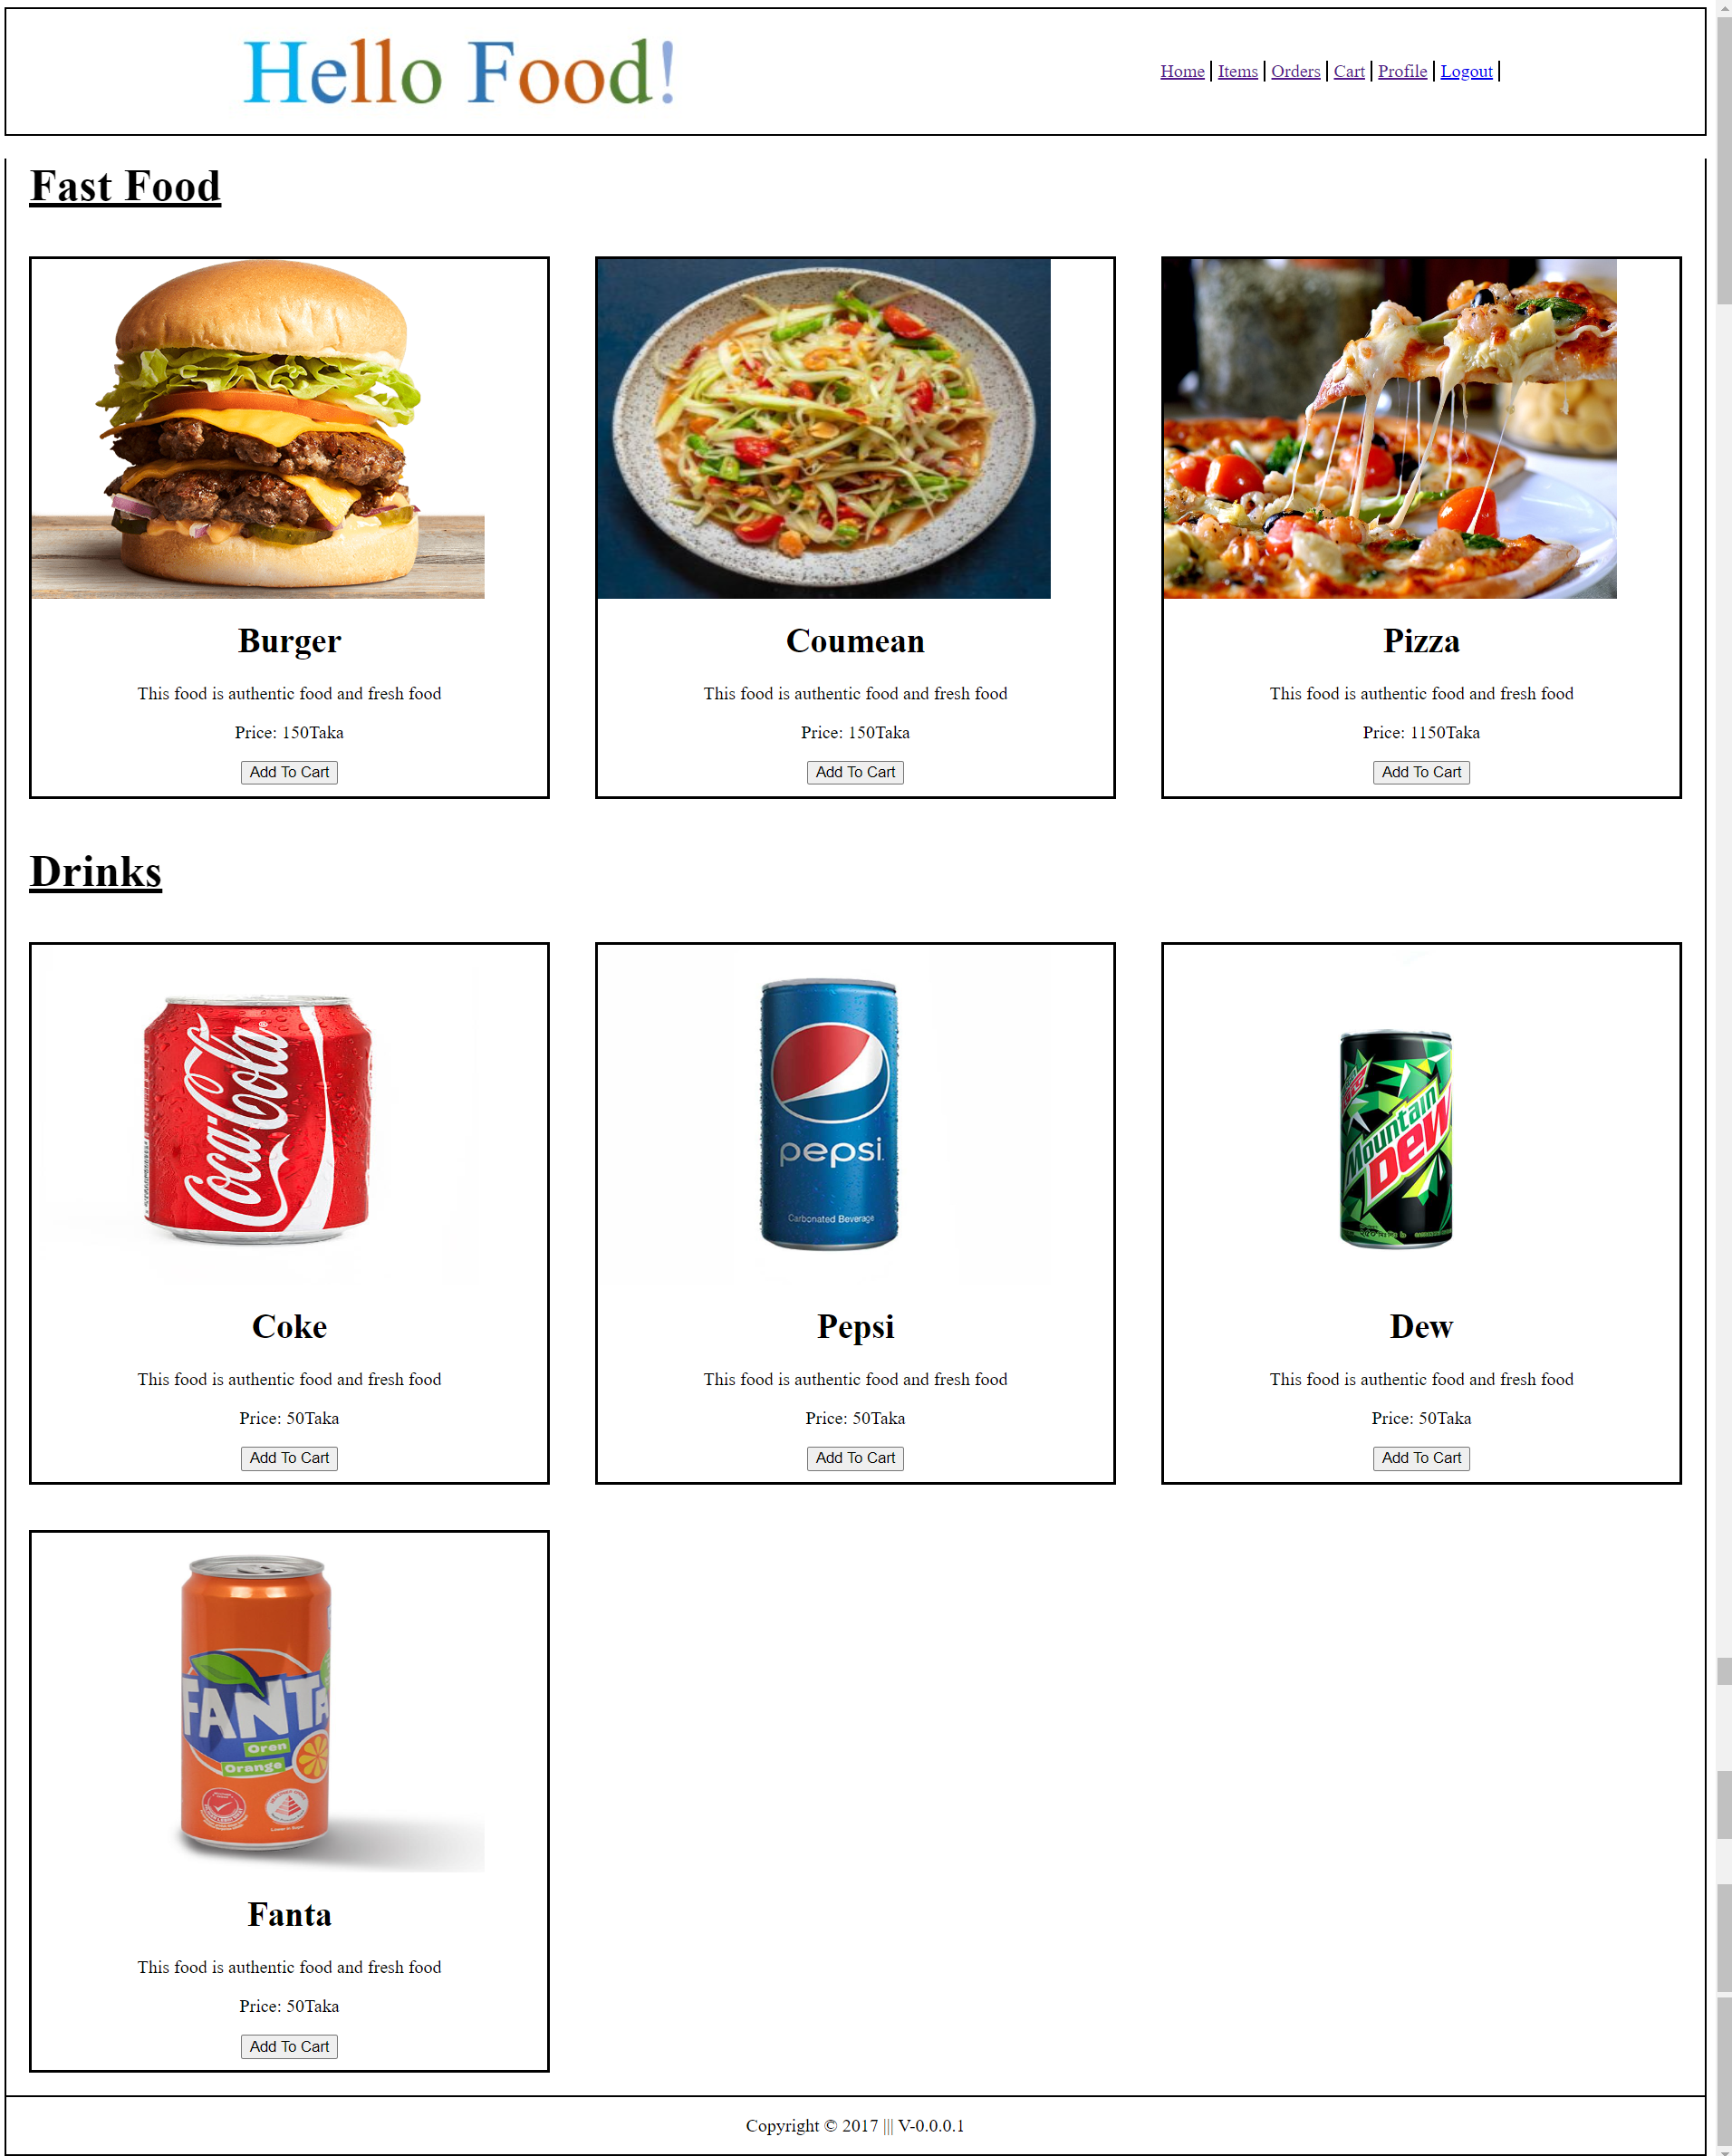 Hello Food!
Home | Items | Orders | Cart | Profile | Logout |
Fast Food
Burger
This food is authentic food and fresh food
Price: 150Taka
Add To Cart
Coumean
This food is authentic food and fresh food
Price: 150Taka
Add To Cart
Pizza
This food is authentic food and fresh food
Price: 1150Taka
Add To Cart
Drinks
Coca-Cola
Coke
This food is authentic food and fresh food
Price: 50Taka
Add To Cart
pepsi
Carbonated Beverage
Pepsi
This food is authentic food and fresh food
Price: 50Taka
Add To Cart
Mountain
Dew
Dew
This food is authentic food and fresh food
Price: 50Taka
Add To Cart
FANTA
Oren
Orange
Fanta
This food is authentic food and fresh food
Price: 50Taka
Add To Cart
Copyright © 2017 ||| V-0.0.0.1